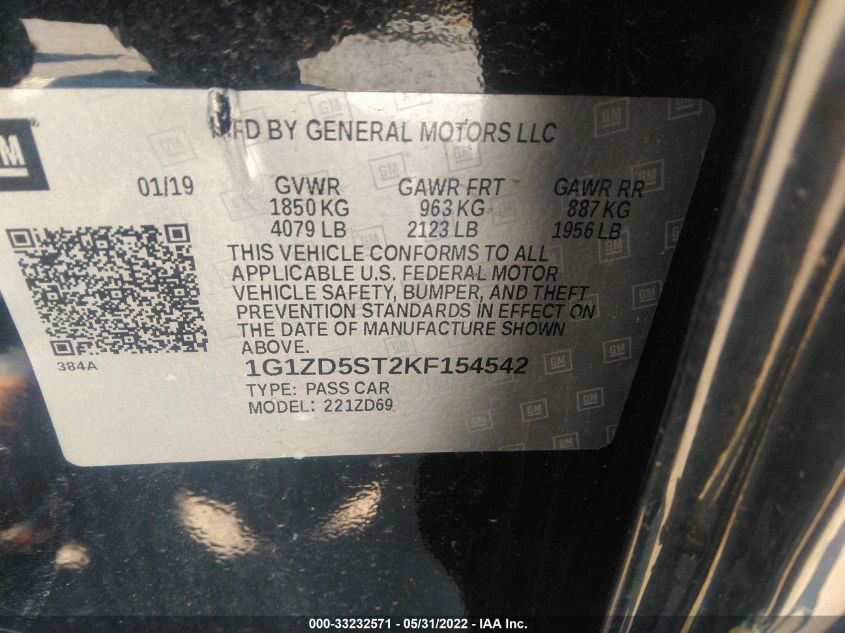 GM
MFD BY GENERAL MOTORS LLC
01/19 GVWR GAWR FRT GAWR RR
1850 KG 963 KG 887 KG
4079 LB 2123 LB 1956 LB
THIS VEHICLE CONFORMS TO ALL
APPLICABLE U.S. FEDERAL MOTOR
VEHICLE SAFETY, BUMPER, AND THEFT
PREVENTION STANDARDS IN EFFECT ON
THE DATE OF MANUFACTURE SHOWN
ABOVE.
384A
1G1ZD5ST2KF154542
TYPE: PASS CAR
MODEL: 221ZD69
000-33232571 - 05/31/2022 - IAA Inc.